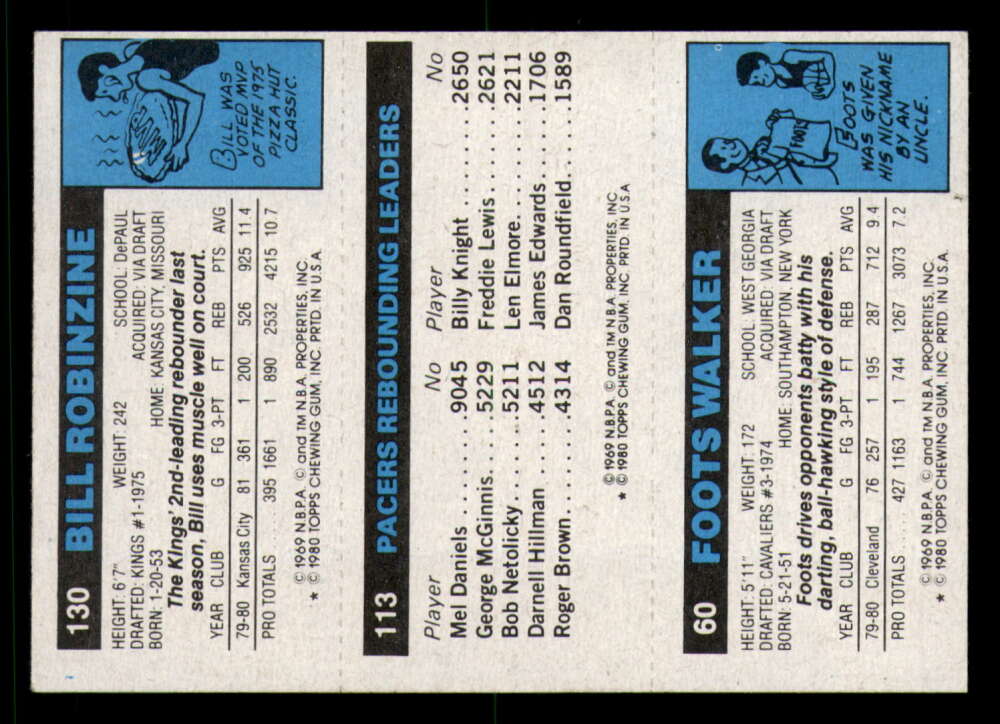 130 BILL ROBINZINE
HEIGHT: 6'7" WEIGHT: 242 SCHOOL: DePAUL
DRAFTED: KINGS #1-1975 ACQUIRED: VIA DRAFT
BORN: 1-20-53 HOME: KANSAS CITY, MISSOURI
The Kings' 2nd-leading rebounder last
season, Bill uses muscle well on court.
YEAR CLUB G FG 3-PT FT REB PTS AVG
79-80 Kansas City 81 361 1 200 526 925 11.4
PRO TOTALS . . . . 395 1661 1 890 2532 4215 10.7
© 1969 N.B.P.A. © and TM N.B.A. PROPERTIES, INC.
★ © 1980 TOPPS CHEWING GUM, INC. PRTD. IN U.S.A.
BILL WAS
VOTED MVP
OF THE 1975
PIZZA HUT
CLASSIC.
113 PACERS REBOUNDING LEADERS
Player No Player No
Mel Daniels . . . . . .9045 Billy Knight . . . . . . .2650
George McGinnis. . . . .5229 Freddie Lewis. . . . . .2621
Bob Netolicky. . . . . .5211 Len Elmore. . . . . . .2211
Darnell Hillman . . . . .4512 James Edwards. . . . .1706
Roger Brown. . . . . . .4314 Dan Roundfield. . . . .1589
© 1969 N.B.P.A. © and TM N.B.A. PROPERTIES, INC.
★ © 1980 TOPPS CHEWING GUM, INC. PRTD IN U.S.A
60 FOOTS WALKER
HEIGHT: 5'11" WEIGHT: 172 SCHOOL: WEST GEORGIA
DRAFTED: CAVALIERS #3-1974 ACQUIRED: VIA DRAFT
BORN: 5-21-51 HOME: SOUTHAMPTON, NEW YORK
Foots drives opponents batty with his
darting, ball-hawking style of defense.
YEAR CLUB G FG 3-PT FT REB PTS AVG
79-80 Cleveland 76 257 1 195 287 712 9.4
PRO TOTALS . . . . 427 1163 1 744 1267 3073 7.2
© 1969 N.B.P.A. © and TM N.B.A. PROPERTIES, INC.
★ © 1980 TOPPS CHEWING GUM, INC. PRTD. IN U.S.A.
FOOTS
FOOTS
WAS GIVEN
HIS NICKNAME
BY AN
UNCLE.